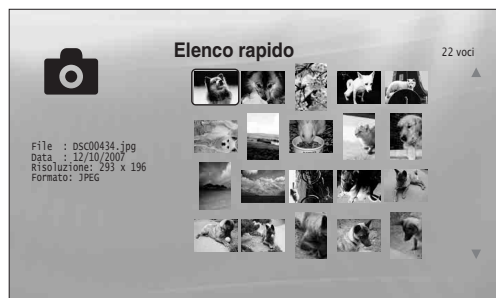 Elenco rapido
22 voci
File  : DSC00434.jpg
Data  : 12/10/2007
Risoluzione: 293 x 196
Formato: JPEG